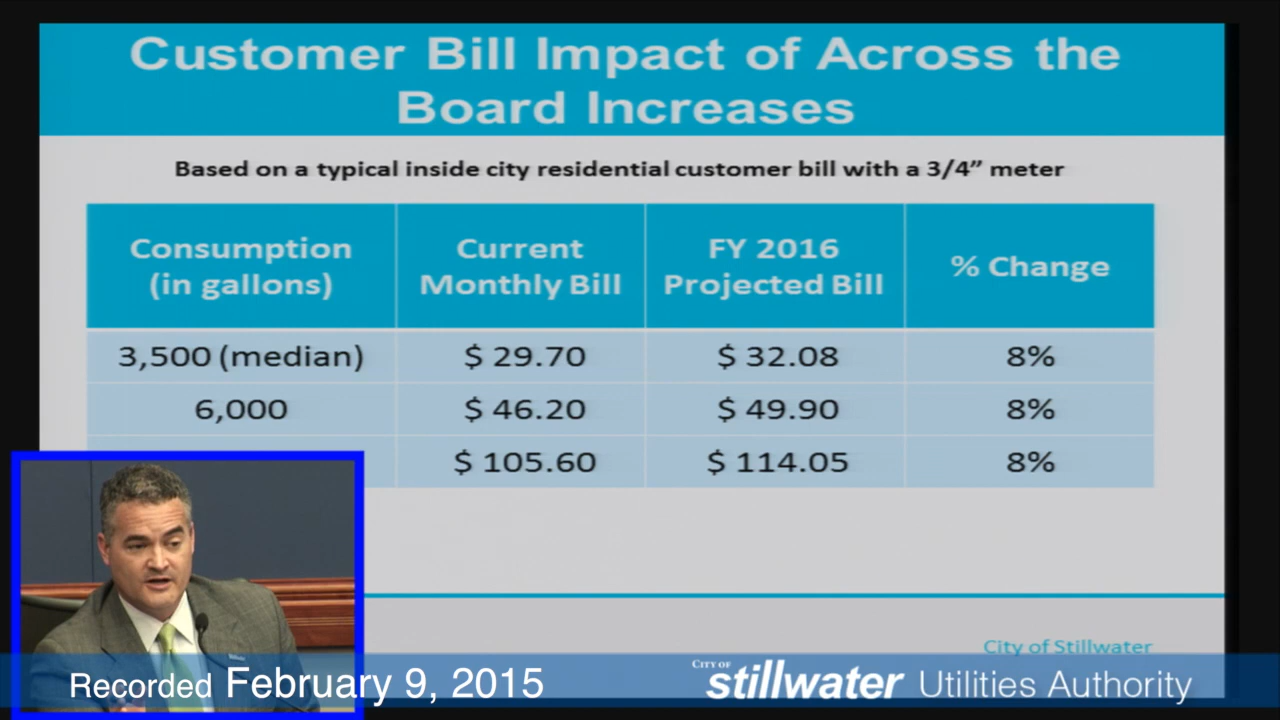 Customer Bill Impact of Across the
Board Increases
Based on a typical inside city residential customer bill with a 3/4” meter
Consumption (in gallons) Current Monthly Bill FY 2016 Projected Bill % Change
3,500 (median) $ 29.70 $ 32.08 8%
6,000 $ 46.20 $ 49.90 8%
$ 105.60 $ 114.05 8%
City of Stillwater
Recorded February 9, 2015
CITY OF stillwater Utilities Authority